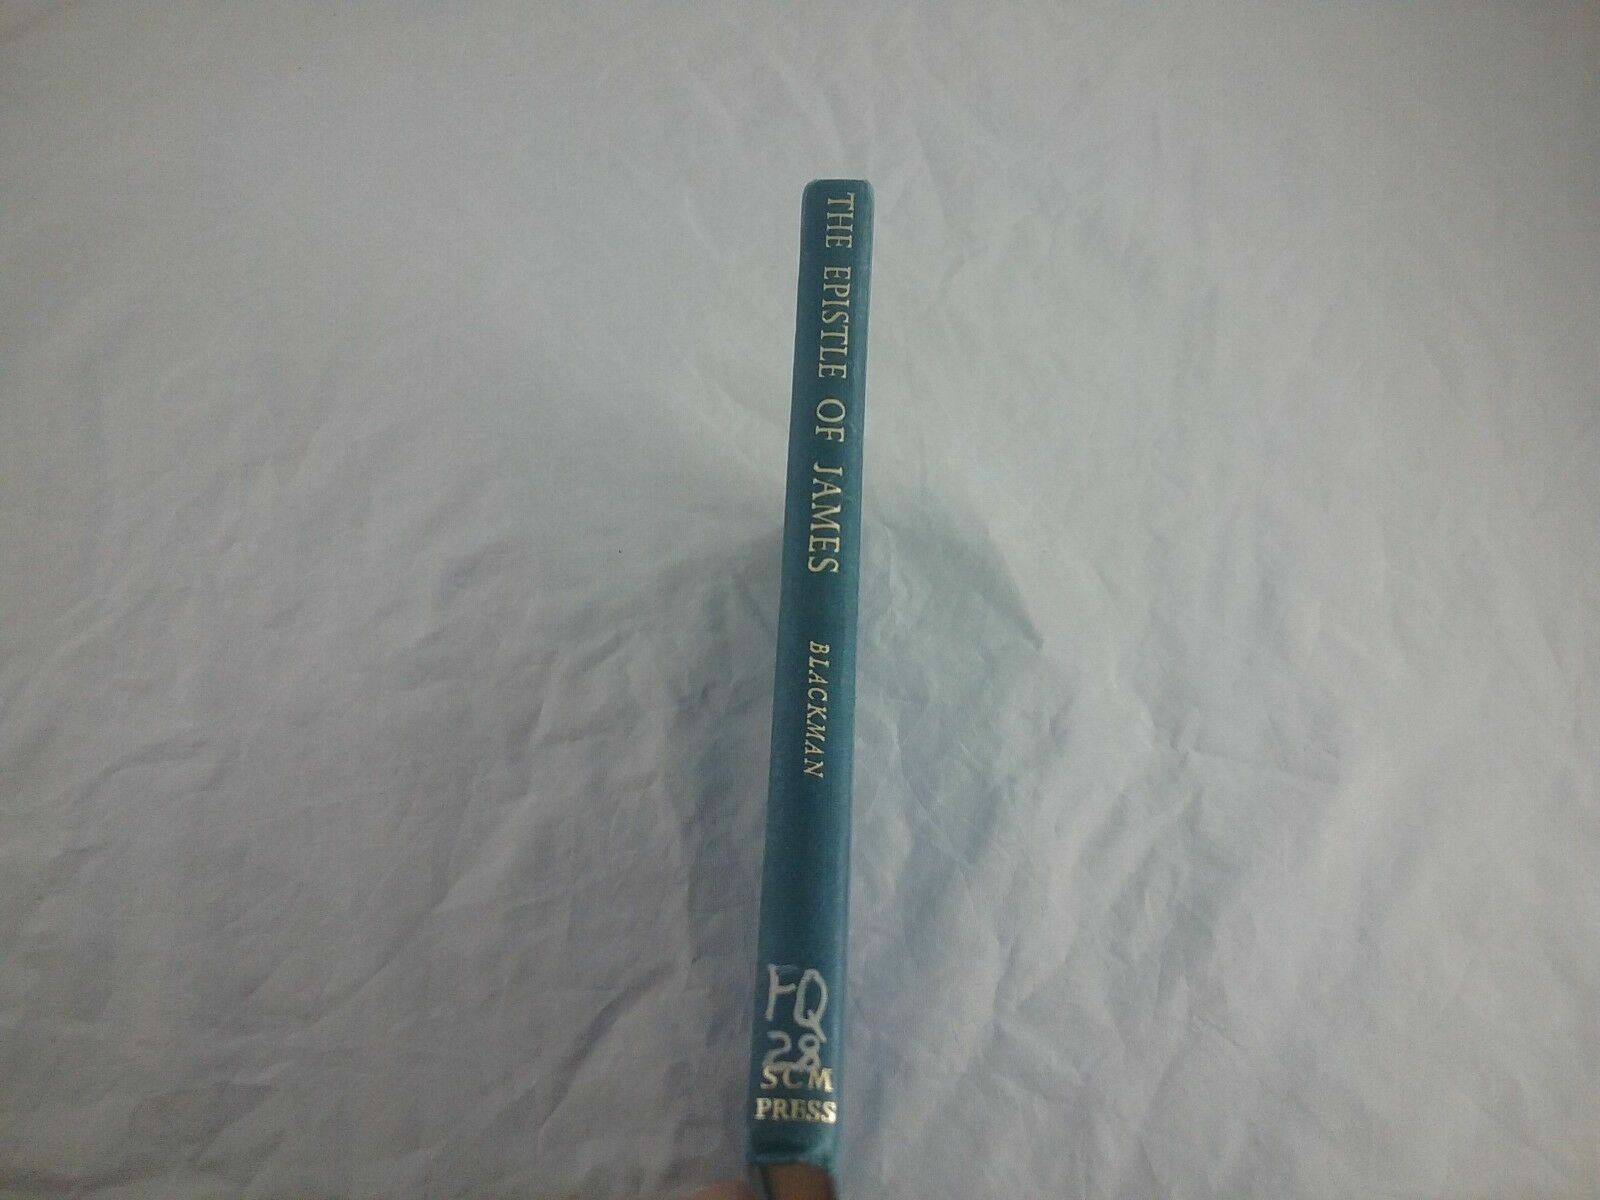 THE EPISTLE OF JAMES
BLACKMAN
FQ
28
SCM
PRESS